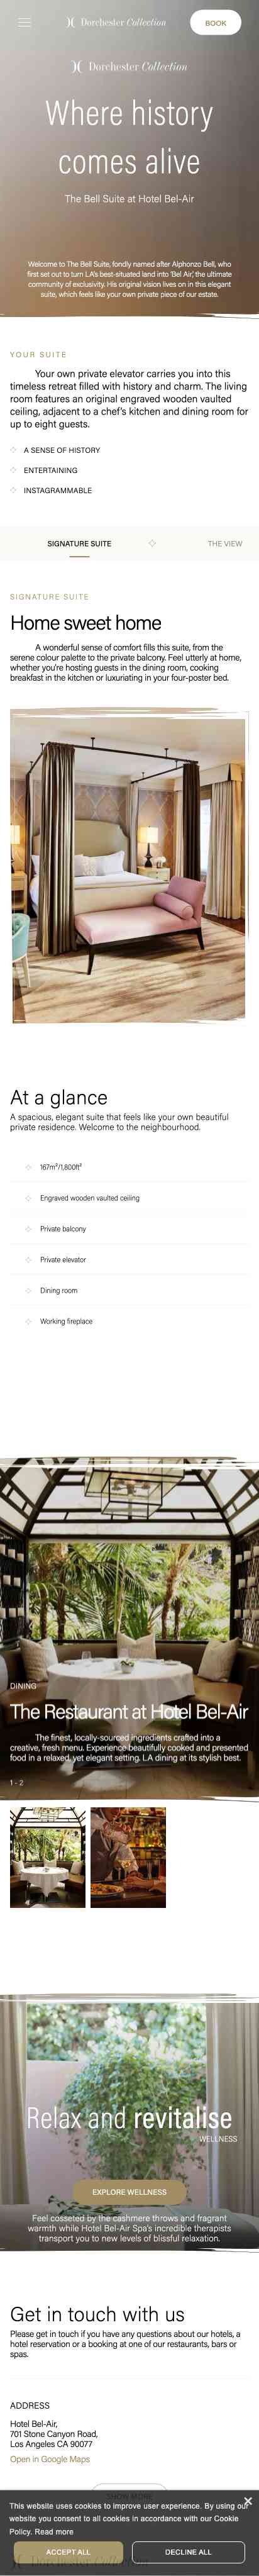 Dorchester Collection
BOOK
Dorchester Collection
Where history
comes alive
The Bell Suite at Hotel Bel-Air
Welcome to The Bell Suite, fondly named after Alphonzo Bell, who
first set out to turn LA's best-situated land into 'Bel Air', the ultimate
community of exclusivity. His original vision lives on in this elegant
suite, which feels like your own private piece of our estate.
YOUR SUITE
Your own private elevator carries you into this
timeless retreat filled with history and charm. The living
room features an original engraved wooden vaulted
ceiling, adjacent to a chef's kitchen and dining room for
up to eight guests.
A SENSE OF HISTORY
ENTERTAINING
INSTAGRAMMABLE
SIGNATURE SUITE
THE VIEW
SIGNATURE SUITE
Home sweet home
A wonderful sense of comfort fills this suite, from the
serene colour palette to the private balcony. Feel utterly at home,
whether you're hosting guests in the dining room, cooking
breakfast in the kitchen or luxuriating in your four-poster bed.
At a glance
A spacious, elegant suite that feels like your own beautiful
private residence. Welcome to the neighbourhood.
167m²/1,800ft²
Engraved wooden vaulted ceiling
Private balcony
Private elevator
Dining room
Working fireplace
DINING
The Restaurant at Hotel Bel-Air
The finest, locally-sourced ingredients crafted into a
creative, fresh menu. Experience beautifully cooked and presented
food in a relaxed, yet elegant setting. LA dining at its stylish best.
1 - 2
Relax and revitalise
WELLNESS
EXPLORE WELLNESS
Feel cosseted by the cashmere throws and fragrant
warmth while Hotel Bel-Air Spa's incredible therapists
transport you to new levels of blissful relaxation.
Get in touch with us
Please get in touch if you have any questions about our hotels, a
hotel reservation or a booking at one of our restaurants, bars or
spas.
ADDRESS
Hotel Bel-Air,
701 Stone Canyon Road,
Los Angeles CA 90077
Open in Google Maps
SHOW MORE
This website uses cookies to improve user experience. By using our
website you consent to all cookies in accordance with our Cookie
Policy. Read more
ACCEPT ALL
DECLINE ALL
Dorchester Collection